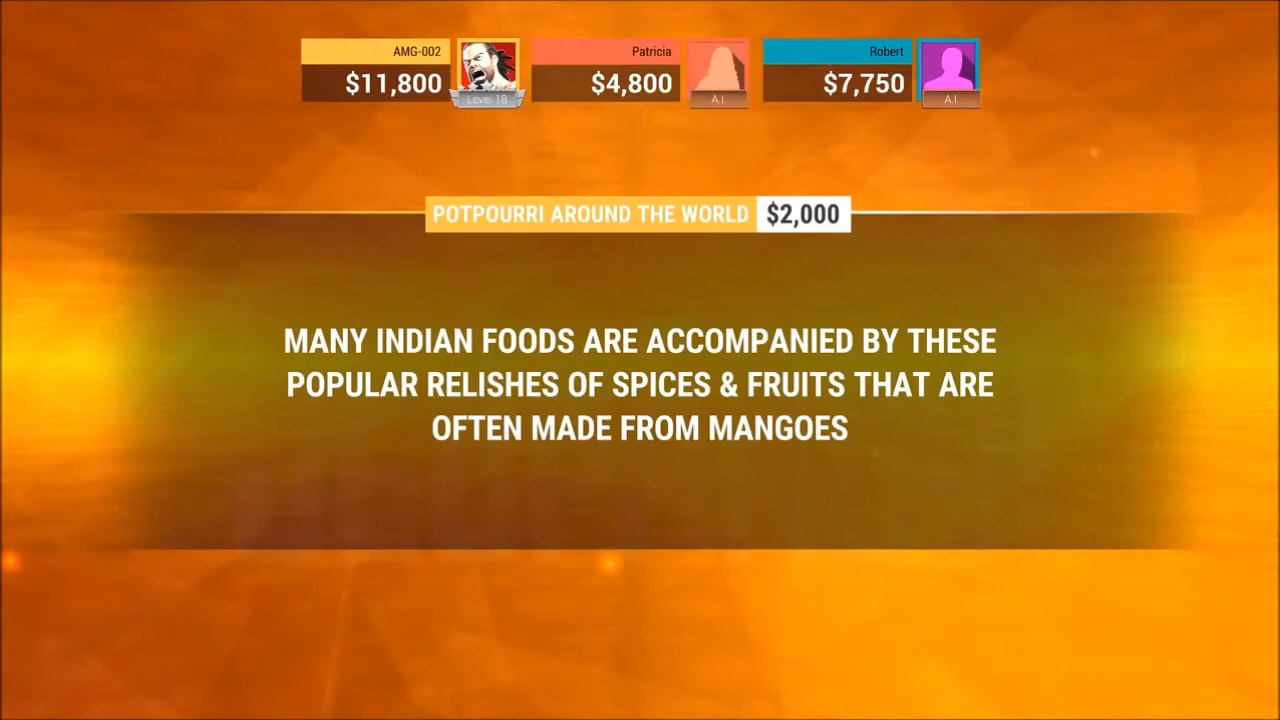 AMG-002
$11,800
Level 18
Patricia
$4,800
A.I.
Robert
$7,750
A.I.
POTPOURRI AROUND THE WORLD $2,000
MANY INDIAN FOODS ARE ACCOMPANIED BY THESE
POPULAR RELISHES OF SPICES & FRUITS THAT ARE
OFTEN MADE FROM MANGOES